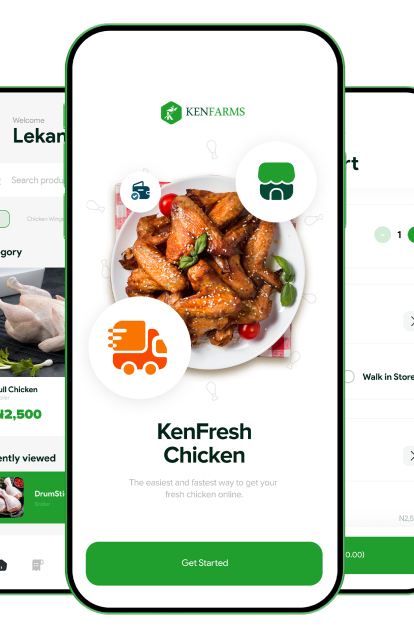 KENFARMS
Welcome
Lekan
Search produ
Chicken Wings
gory
ull Chicken
₦2,500
ently viewed
DrumSti
Broiler
KenFresh
Chicken
The easiest and fastest way to get your
fresh chicken online.
Get Started
rt
- 1
Walk in Store
N2,5
0.00)